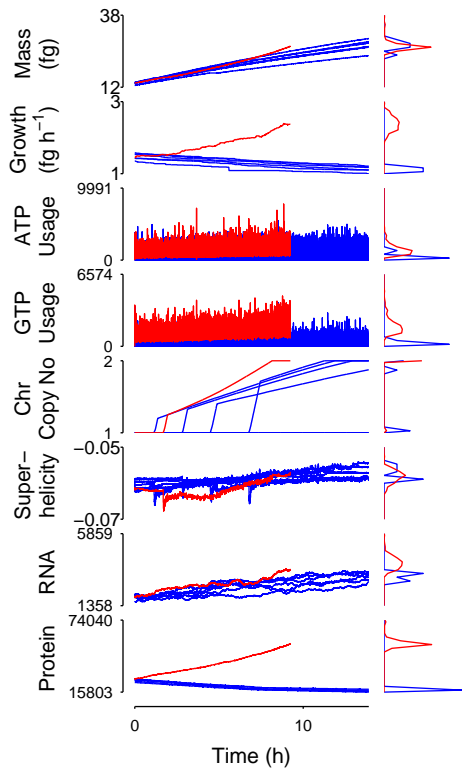 38
Mass
(fg)
12
3
Growth
(fg h⁻¹)
1
9991
ATP
Usage
0
6574
GTP
Usage
0
2
Chr
Copy No
1
−0.05
Super−
helicity
−0.07
5859
RNA
1358
74040
Protein
15803
0 10
Time (h)